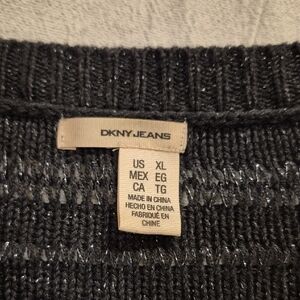 DKNY JEANS
US XL
MEX EG
CA TG
MADE IN CHINA
HECHO EN CHINA
FABRIQUÉ EN
CHINE